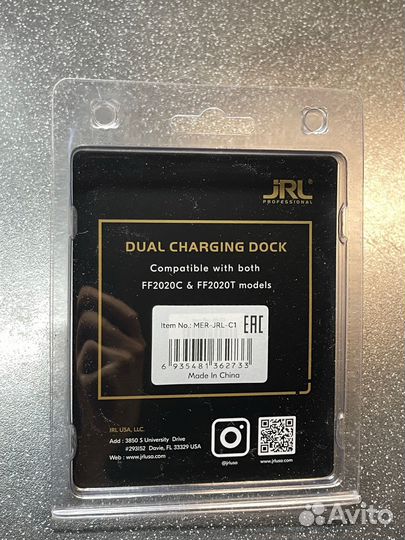 JRL®
PROFESSIONAL
DUAL CHARGING DOCK
Compatible with both
FF2020C & FF2020T models
Item No.: MER-JRL-C1 EAC
6 935481 362733
Made In China
JRL USA, LLC.
Add : 3850 S University Drive
#293152 Davie, FL 33329 USA
Web : www.jrlusa.com
@jrlusa
www.jrlusa.com
Avito